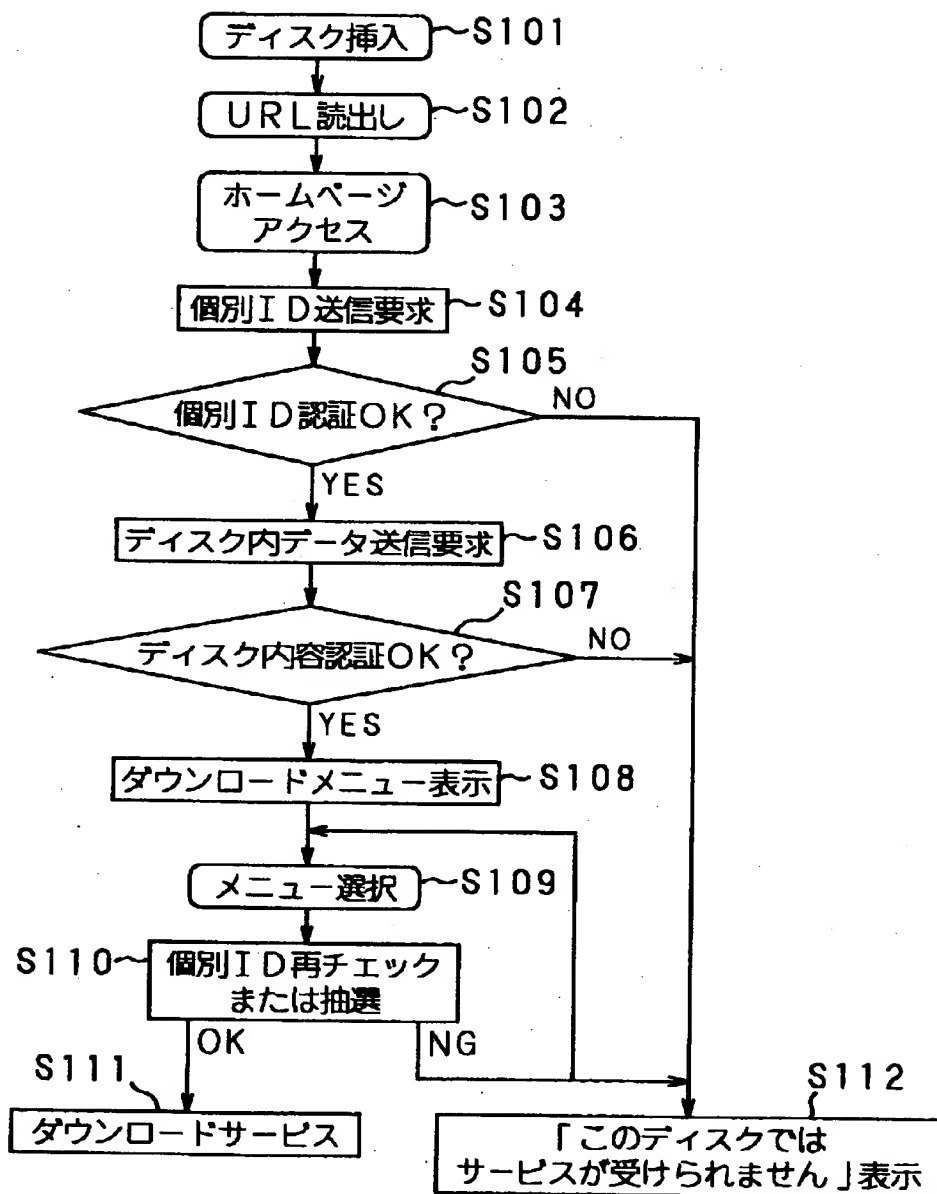 ディスク挿入 S101
URL読出し S102
ホームページ
アクセス S103
個別ID送信要求 S104
S105
個別ID認証OK？ NO
YES
ディスク内データ送信要求 S106
S107
ディスク内容認証OK？ NO
YES
ダウンロードメニュー表示 S108
メニュー選択 S109
S110 個別ID再チェック
または抽選
OK NG
S111
ダウンロードサービス
S112
「このディスクでは
サービスが受けられません」表示